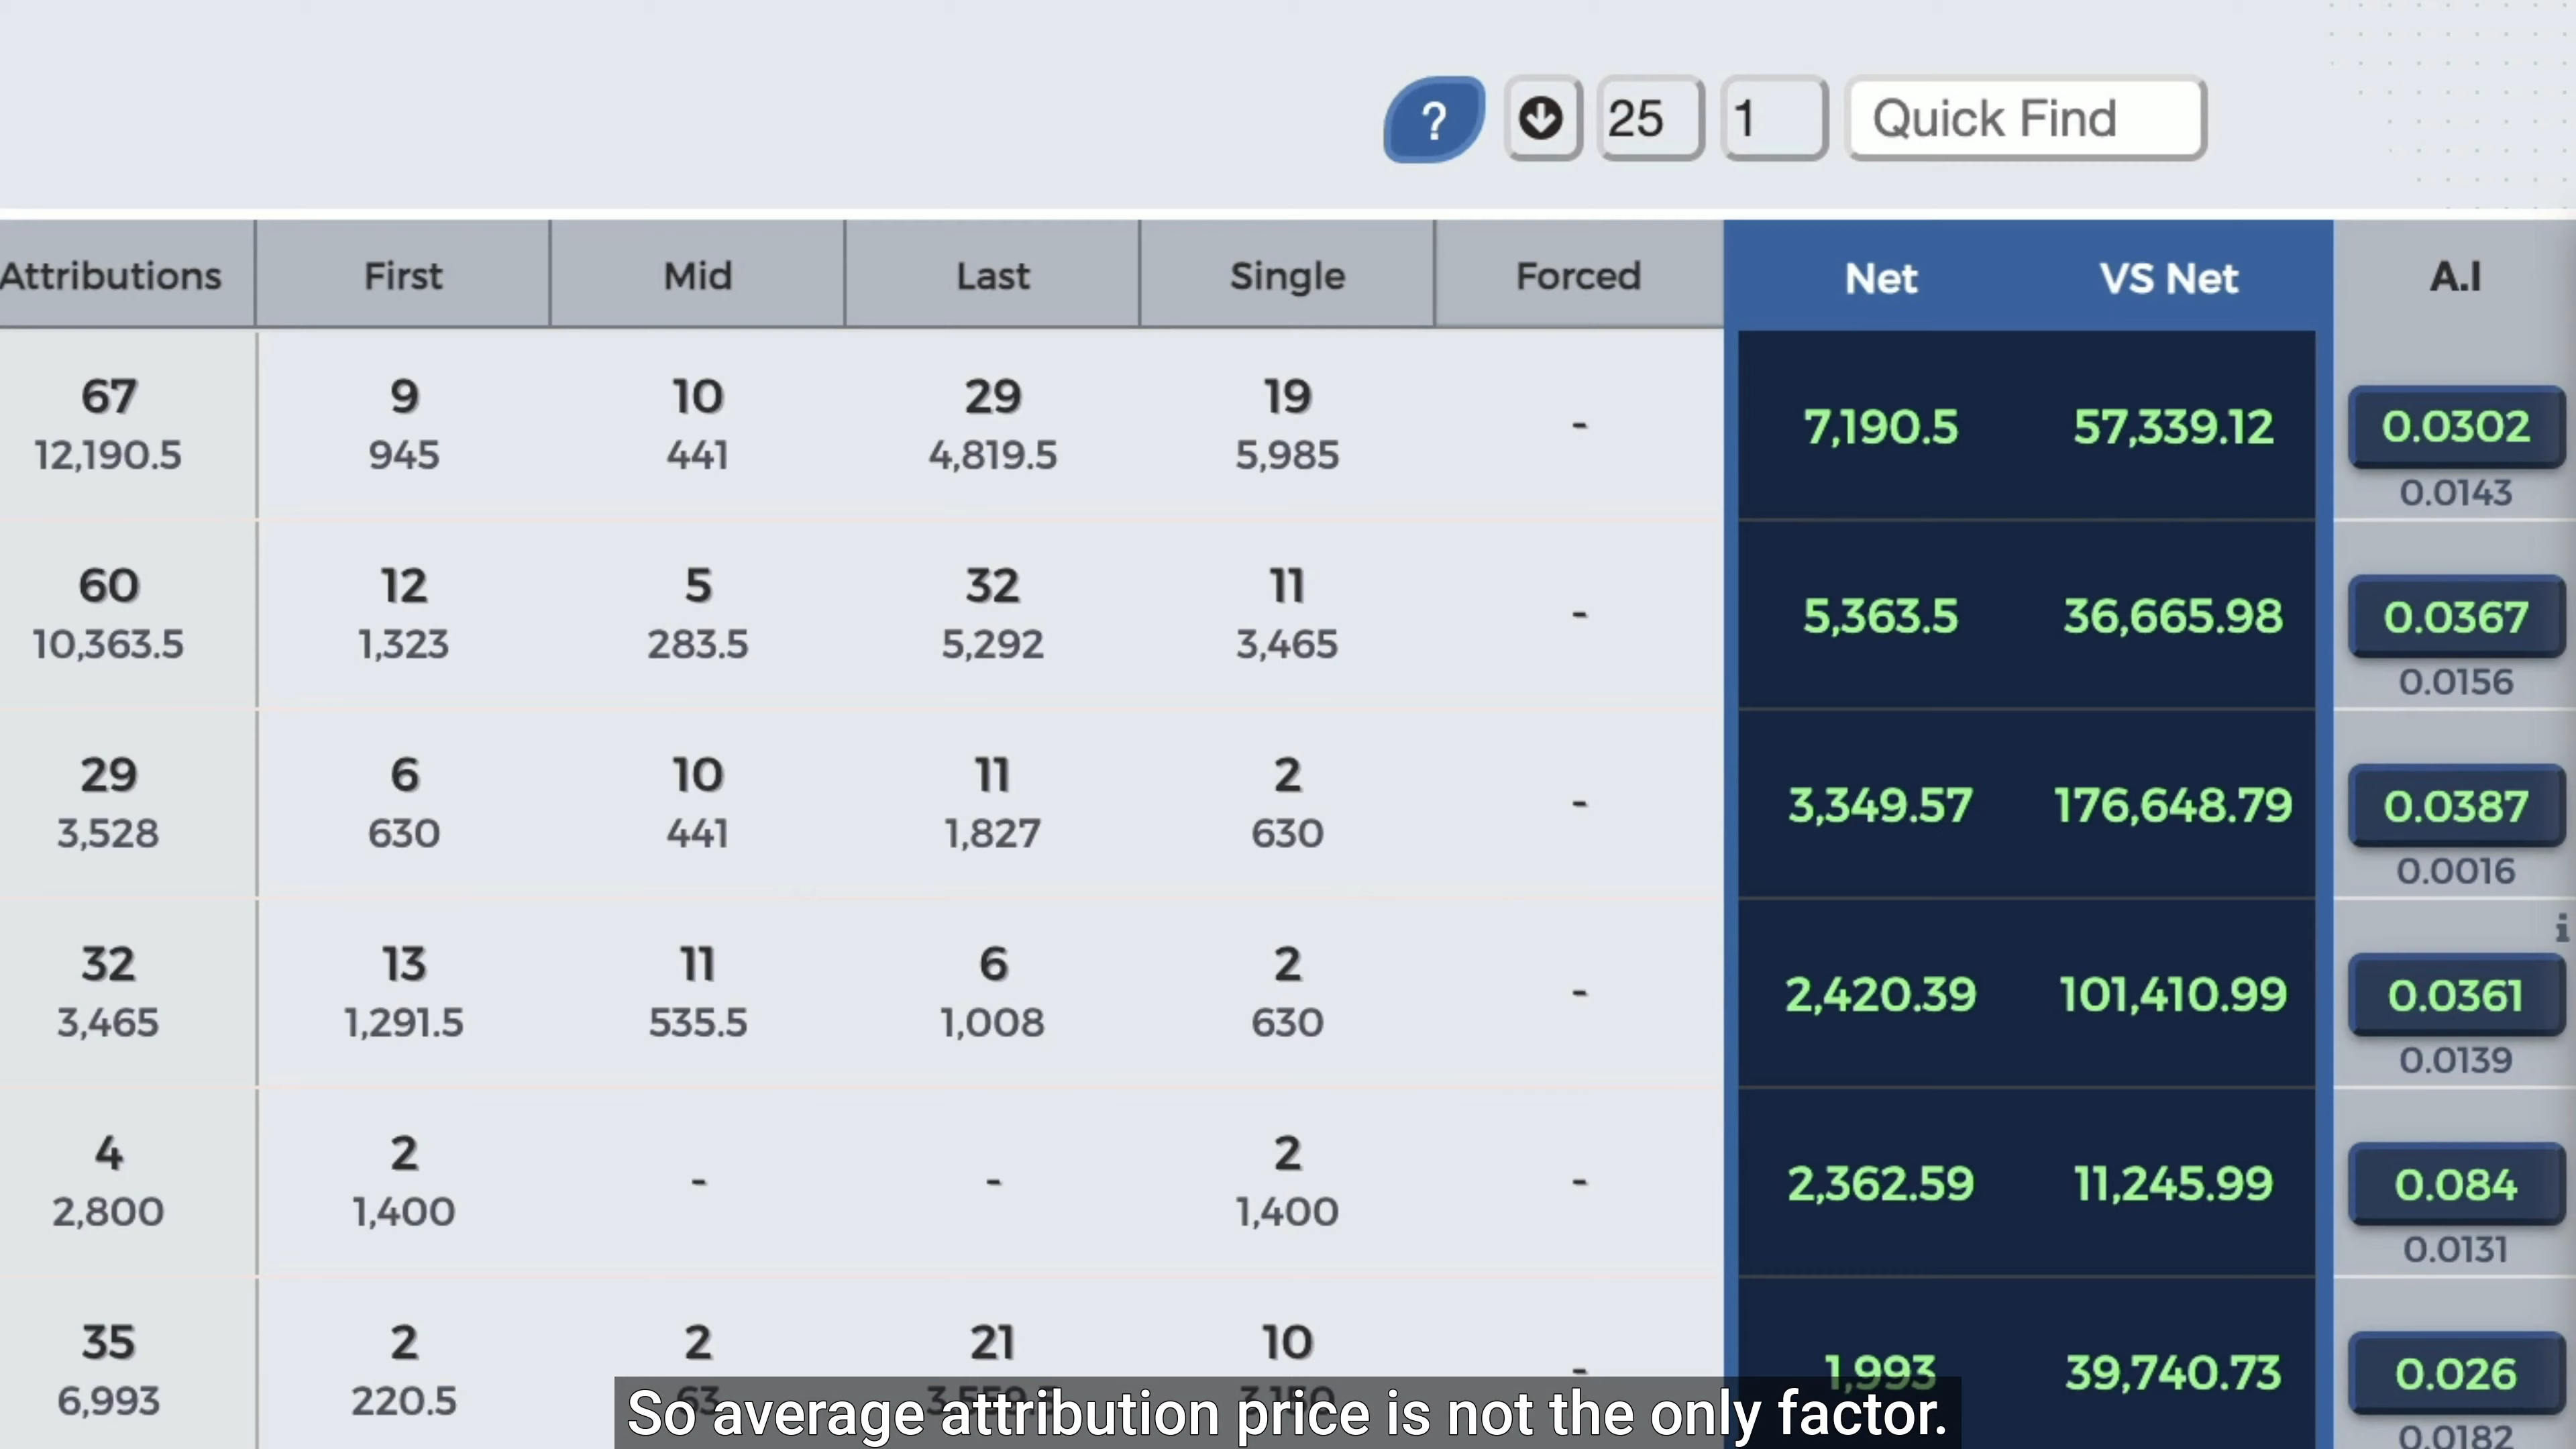 ? 25 1 Quick Find
Attributions First Mid Last Single Forced Net VS Net A.I
67 9 10 29 19 - 7,190.5 57,339.12 0.0302
12,190.5 945 441 4,819.5 5,985 0.0143
60 12 5 32 11 - 5,363.5 36,665.98 0.0367
10,363.5 1,323 283.5 5,292 3,465 0.0156
29 6 10 11 2 - 3,349.57 176,648.79 0.0387
3,528 630 441 1,827 630 0.0016
i
32 13 11 6 2 - 2,420.39 101,410.99 0.0361
3,465 1,291.5 535.5 1,008 630 0.0139
4 2 - - 2 - 2,362.59 11,245.99 0.084
2,800 1,400 1,400 0.0131
35 2 2 21 10 - 1,993 39,740.73 0.026
6,993 220.5 63 3,150 0.0182
So average attribution price is not the only factor.